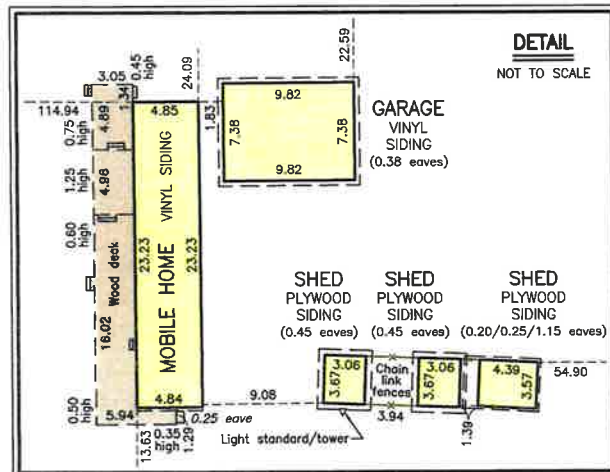 DETAIL
NOT TO SCALE
3.05
0.45
high
24.09
22.59
114.94
1.34
4.85
1.83
9.82
7.38
7.38
9.82
GARAGE
VINYL
SIDING
(0.38 eaves)
0.75
high
4.89
1.25
high
4.96
0.60
high
Wood deck
16.02
23.23
MOBILE HOME
VINYL SIDING
23.23
SHED
PLYWOOD
SIDING
(0.45 eaves)
SHED
PLYWOOD
SIDING
(0.45 eaves)
SHED
PLYWOOD
SIDING
(0.20/0.25/1.15 eaves)
3.06
3.67
Chain
link
fences
3.06
3.67
4.39
3.57
54.90
0.50
high
5.94
4.84
9.08
3.94
1.39
0.25 eave
13.63
0.35
high
1.29
Light standard/tower